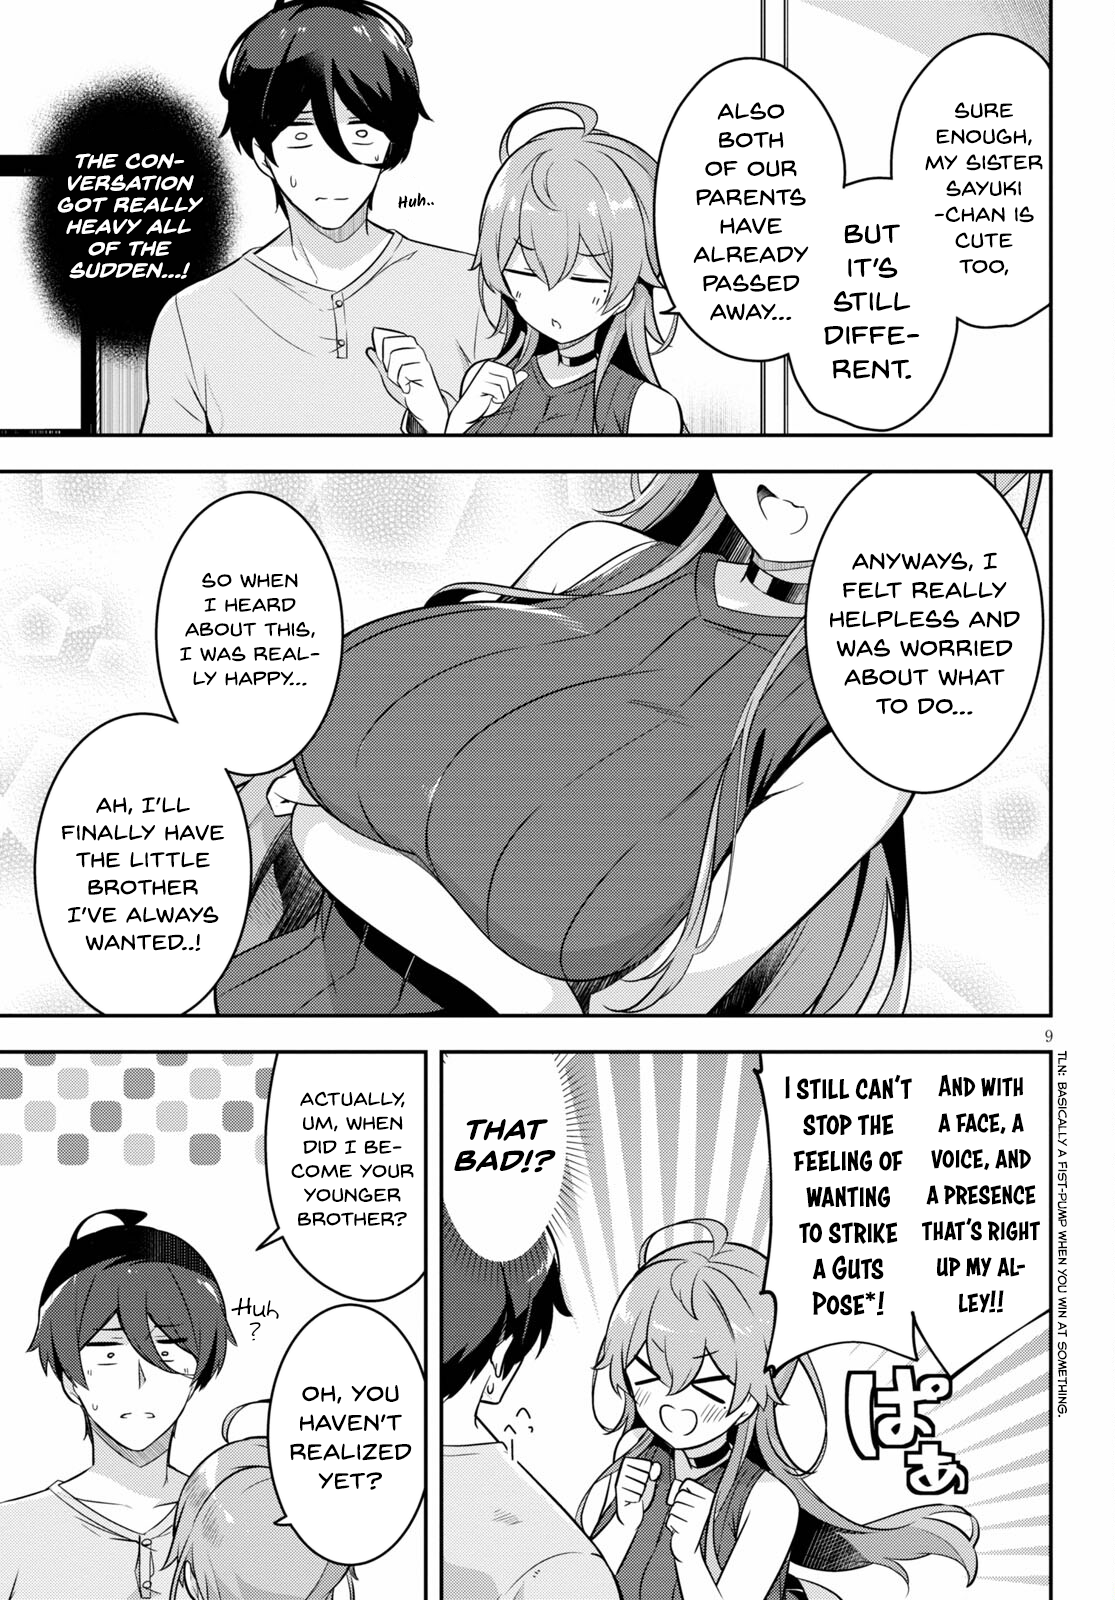 SURE
ENOUGH,
MY SISTER
SAYUKI
-CHAN IS
CUTE
TOO,
BUT
IT'S
STILL
DIFFE-
RENT.
ALSO
BOTH
OF OUR
PARENTS
HAVE
ALREADY
PASSED
AWAY...
Huh..
THE CON-
VERSATION
GOT REALLY
HEAVY ALL
OF THE
SUDDEN...!
ANYWAYS, I
FELT REALLY
HELPLESS AND
WAS WORRIED
ABOUT WHAT
TO DO...
SO WHEN
I HEARD
ABOUT THIS,
I WAS REAL-
LY HAPPY...
AH, I'LL
FINALLY HAVE
THE LITTLE
BROTHER
I'VE ALWAYS
WANTED..!
9
AND WITH
A FACE, A
VOICE, AND
A PRESENCE
THAT'S RIGHT
UP MY AL-
LEY!!
I STILL CAN'T
STOP THE
FEELING OF
WANTING
TO STRIKE
A GUTS
POSE*!
TLN: BASICALLY A FIST-PUMP WHEN YOU WIN AT SOMETHING.
ぱあっ
THAT
BAD!?
ACTUALLY,
UM, WHEN
DID I BE-
COME YOUR
YOUNGER
BROTHER?
Huh
?
OH, YOU
HAVEN'T
REALIZED
YET?